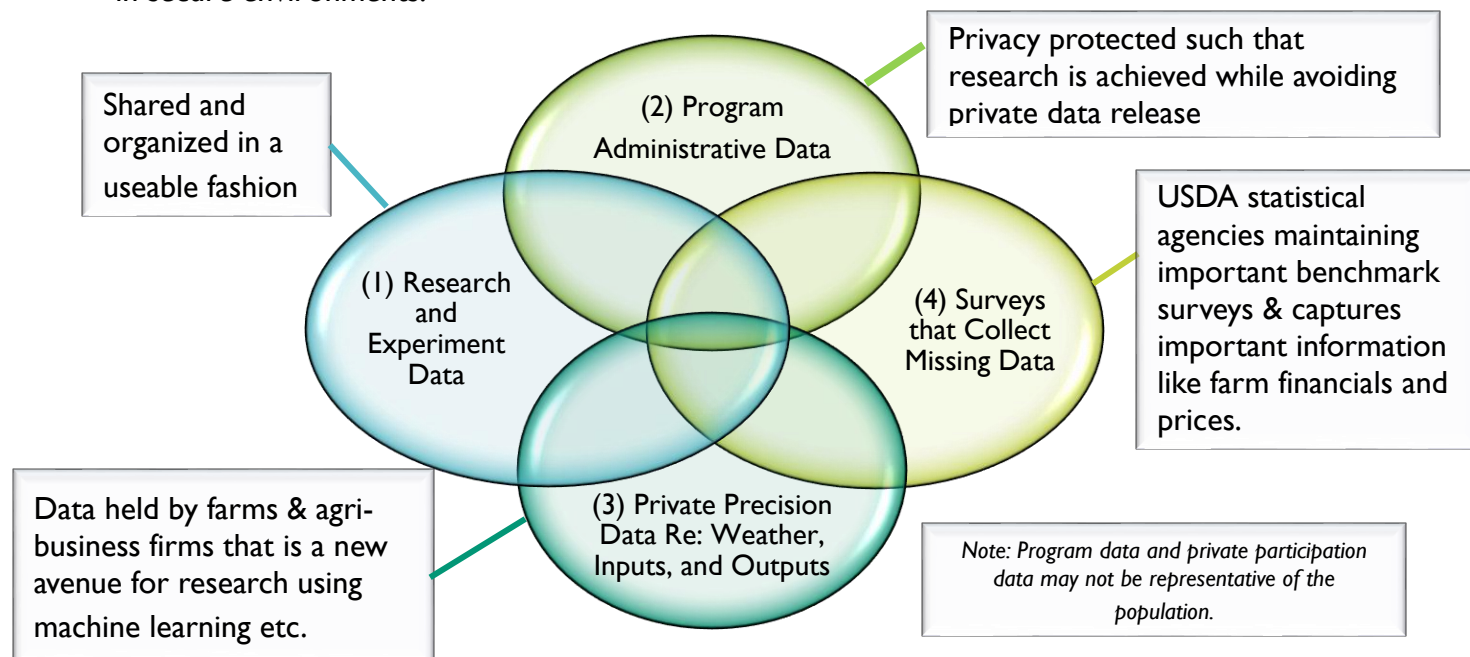 in secure environments.
Privacy protected such that
research is achieved while avoiding
private data release
Shared and
organized in a
useable fashion
(2) Program
Administrative Data
USDA statistical
agencies maintaining
important benchmark
surveys & captures
important information
like farm financials and
prices.
(1) Research
and
Experiment
Data
(4) Surveys
that Collect
Missing Data
Data held by farms & agri-
business firms that is a new
avenue for research using
machine learning etc.
(3) Private Precision
Data Re: Weather,
Inputs, and Outputs
Note: Program data and private participation
data may not be representative of the
population.